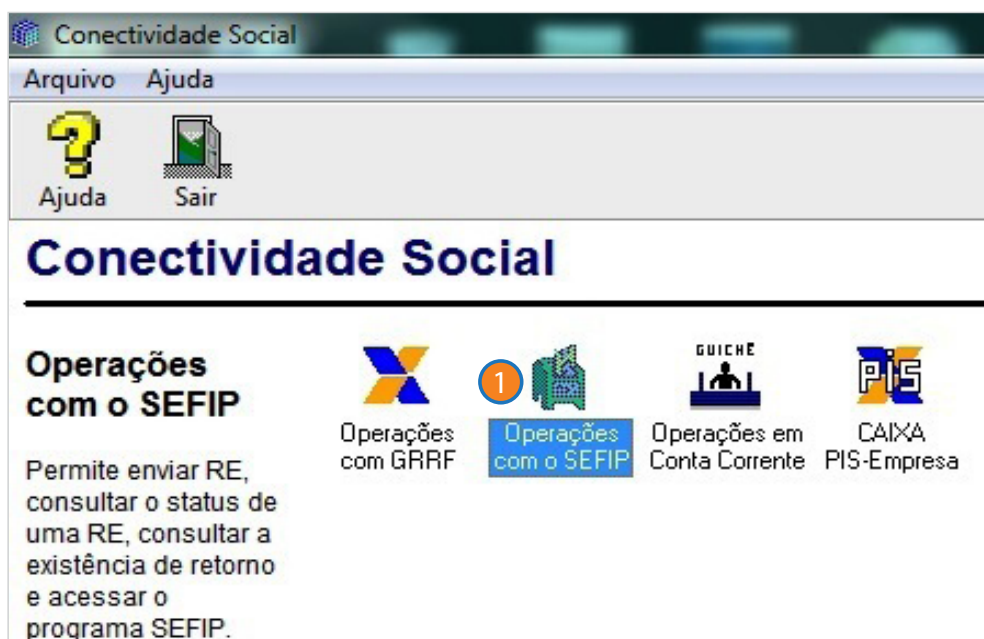 Conectividade Social
Arquivo Ajuda
Ajuda Sair
Conectividade Social
Operações
com o SEFIP
Permite enviar RE,
consultar o status de
uma RE, consultar a
existência de retorno
e acessar o
programa SEFIP.
Operações
com GRRF
1
Operações
com o SEFIP
GUICHÊ
Operações em
Conta Corrente
PIS
CAIXA
PIS-Empresa